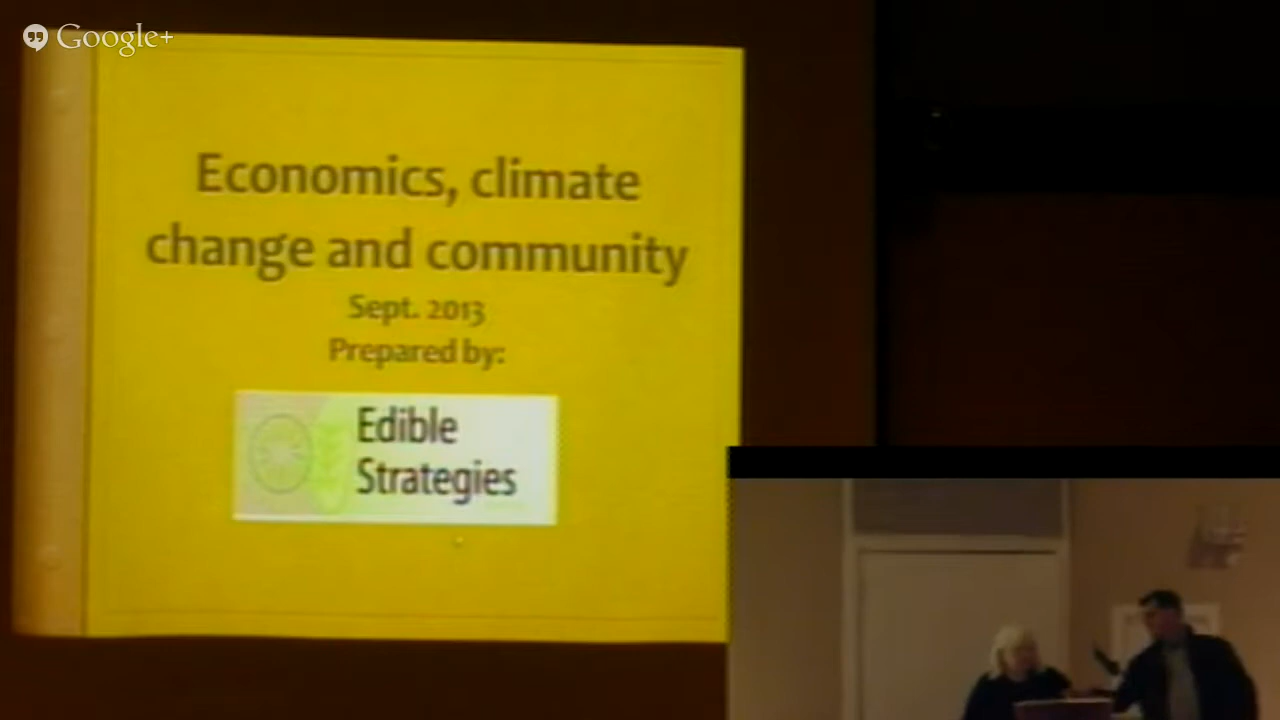 Google+
Economics, climate
change and community
Sept. 2013
Prepared by:
Edible
Strategies